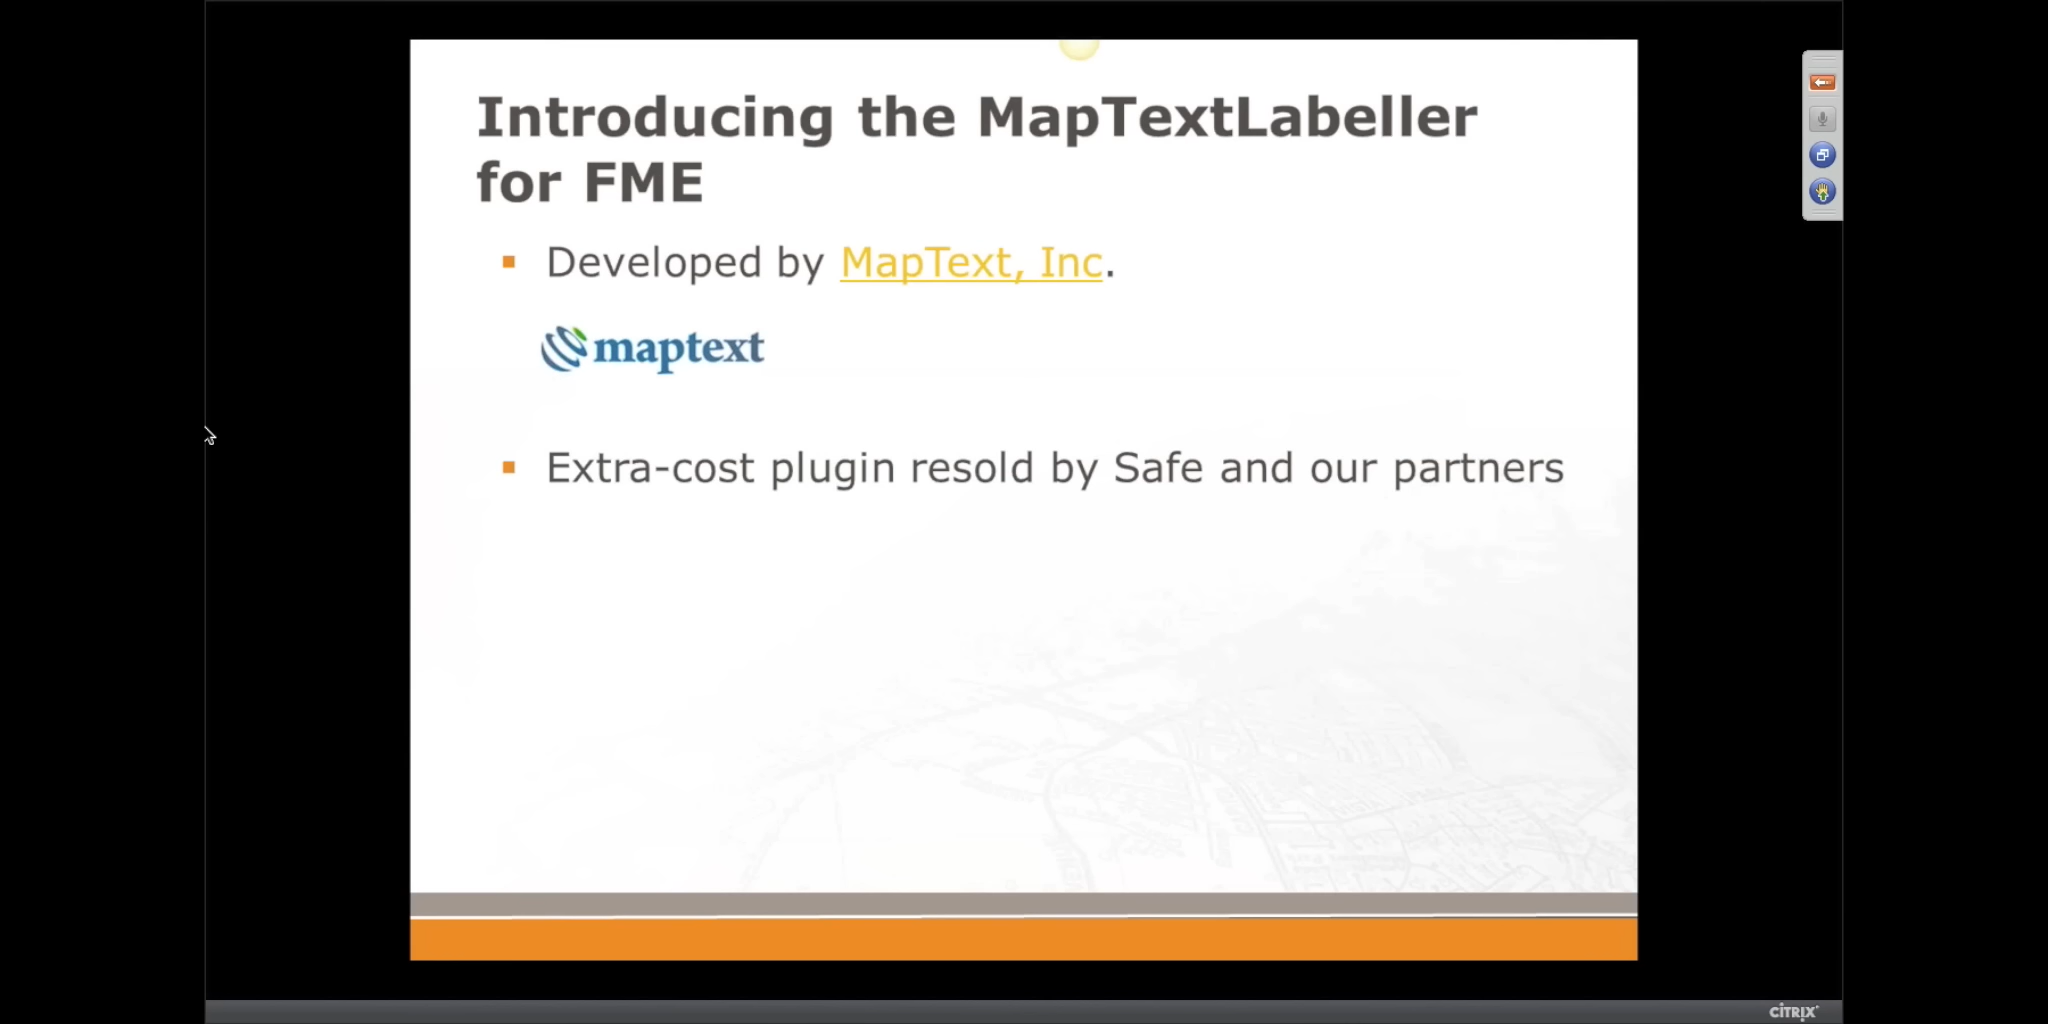 Introducing the MapTextLabeller
for FME
Developed by MapText, Inc.
maptext
Extra-cost plugin resold by Safe and our partners
CITRIX